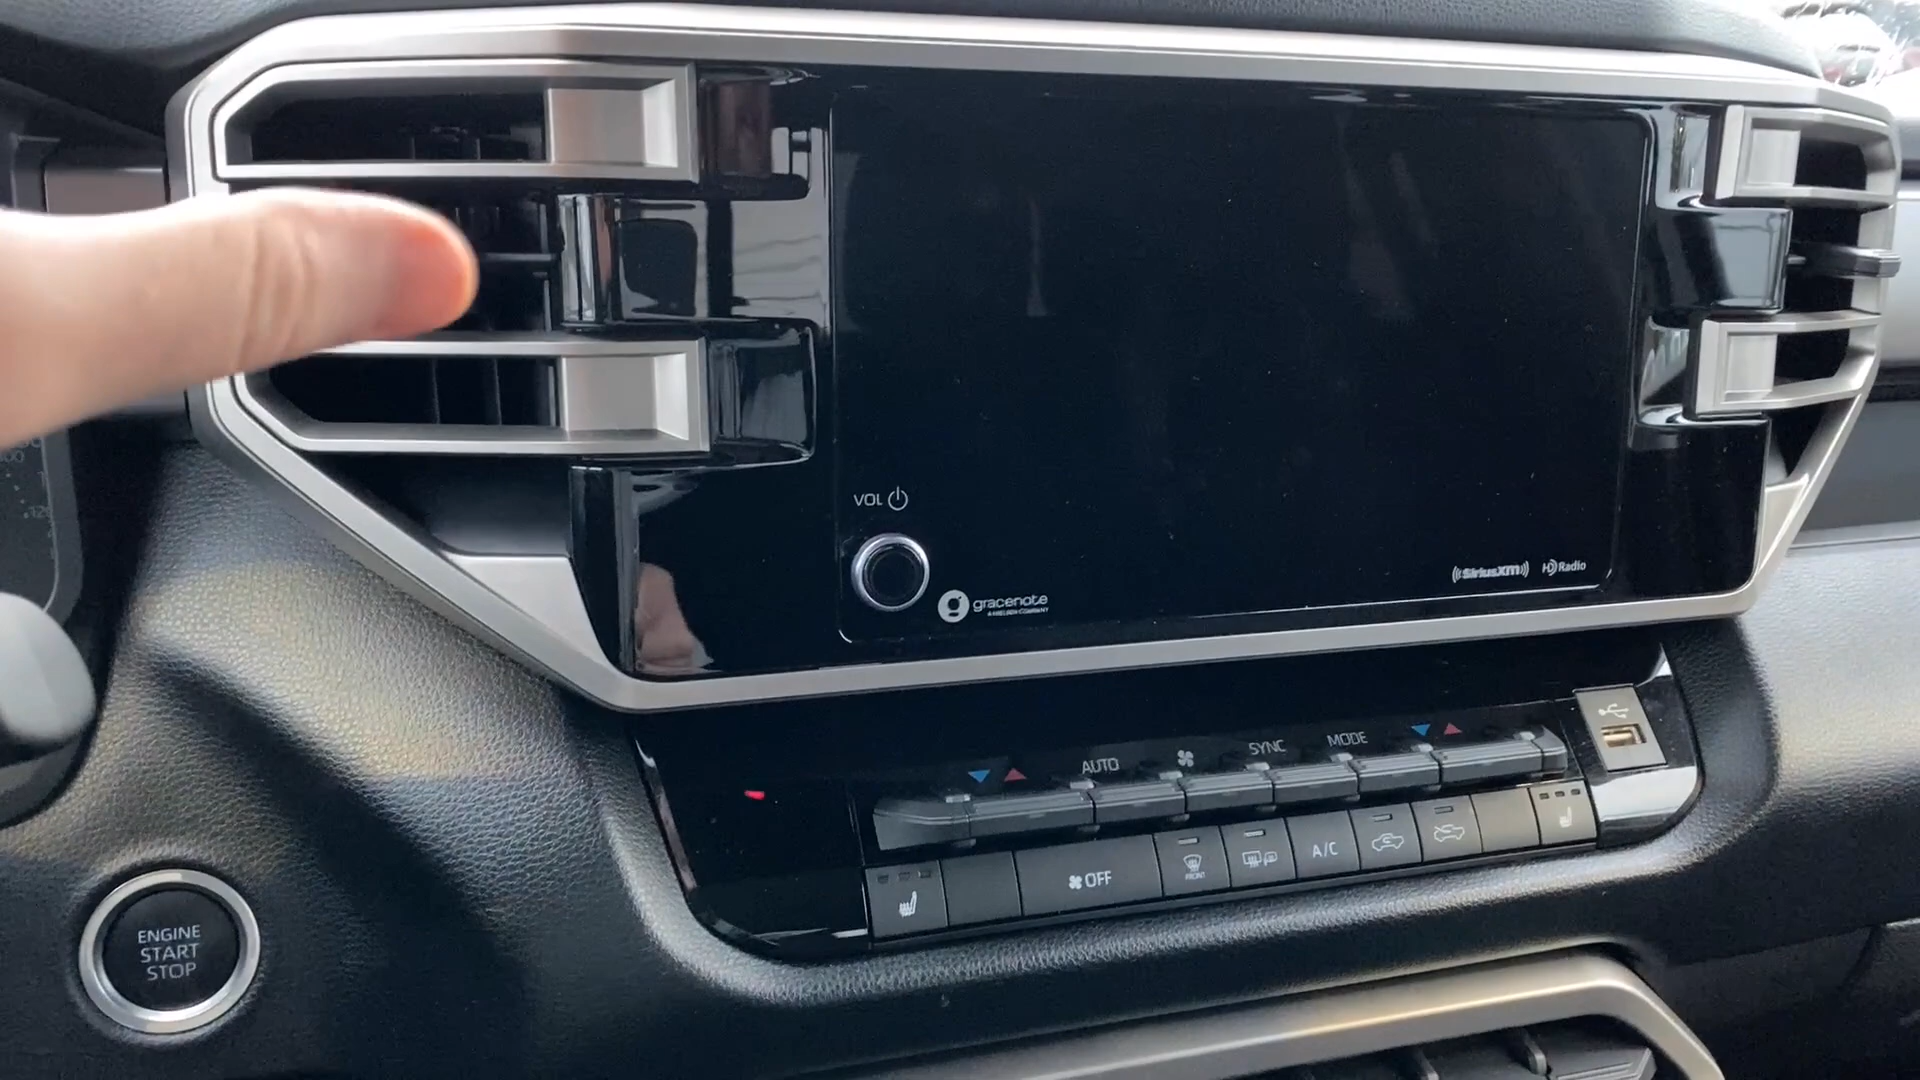 VOL
gracenote
A NIELSEN COMPANY
((SiriusXM))
HD Radio
AUTO
SYNC
MODE
OFF
FRONT
A/C
ENGINE
START
STOP